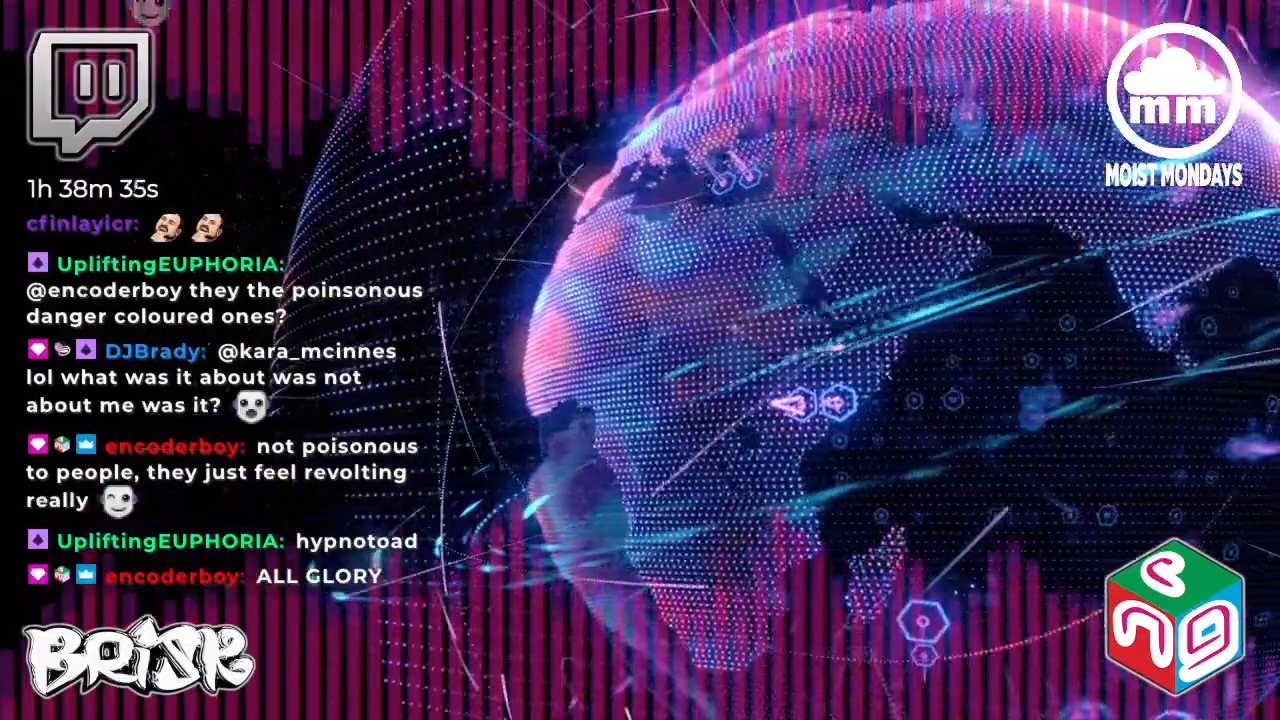 mm
MOIST MONDAYS
1h 38m 35s
cfinlayicr:
UpliftingEUPHORIA:
@encoderboy they the poinsonous
danger coloured ones?
DJBrady: @kara_mcinnes
lol what was it about was not
about me was it?
encoderboy: not poisonous
to people, they just feel revolting
really
UpliftingEUPHORIA: hypnotoad
encoderboy: ALL GLORY
BRISK